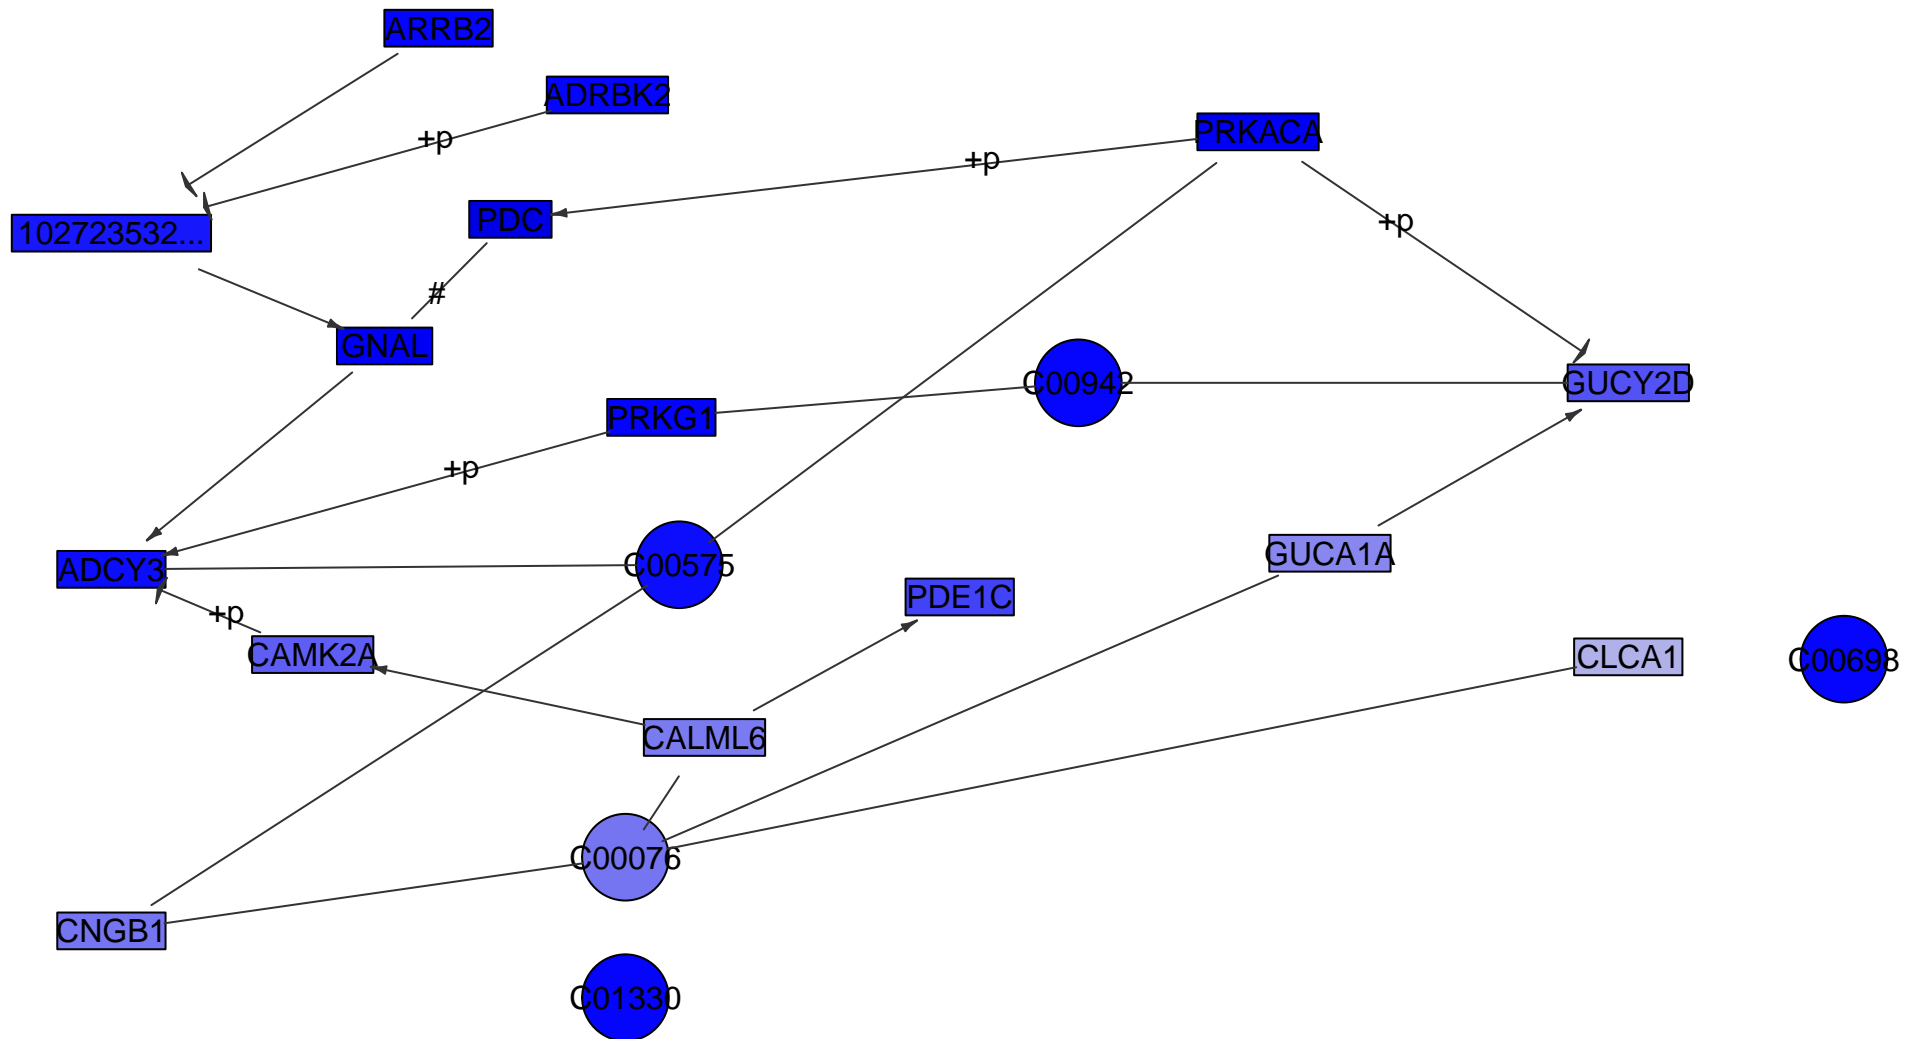 ARRB2
ADRBK2
+p
PRKACA
+p
102723532...
PDC
+p
#
GNAL
C00942
GUCY2D
PRKG1
+p
ADCY3
C00575
GUCA1A
PDE1C
+p
CAMK2A
CLCA1
C00698
CALML6
C00076
CNGB1
C01330